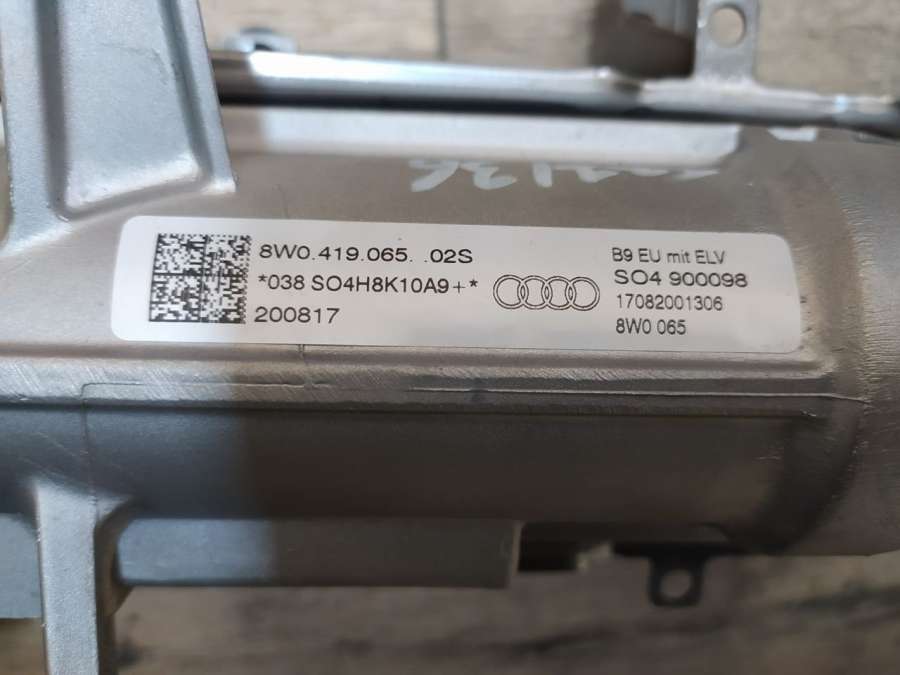 8W0.419.065. .02S
*038 SO4H8K10A9+*
200817
B9 EU mit ELV
SO4 900098
17082001306
8W0 065